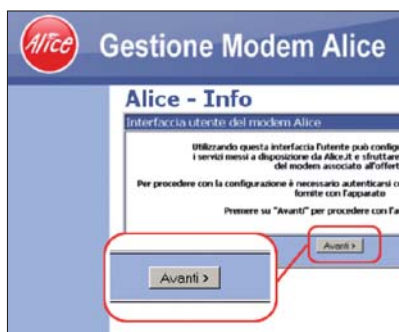 Alice
Gestione Modem Alice
Alice - Info
Interfaccia utente del modem Alice
Utilizzando questa interfaccia l'utente può config
i servizi messi a disposizione da Alice.it e sfruttare
del modem associato all'offert
Per procedere con la configurazione è necessario autenticarsi c
fornite con l'apparato
Premere su "Avanti" per procedere con l'a
Avanti >
Avanti >